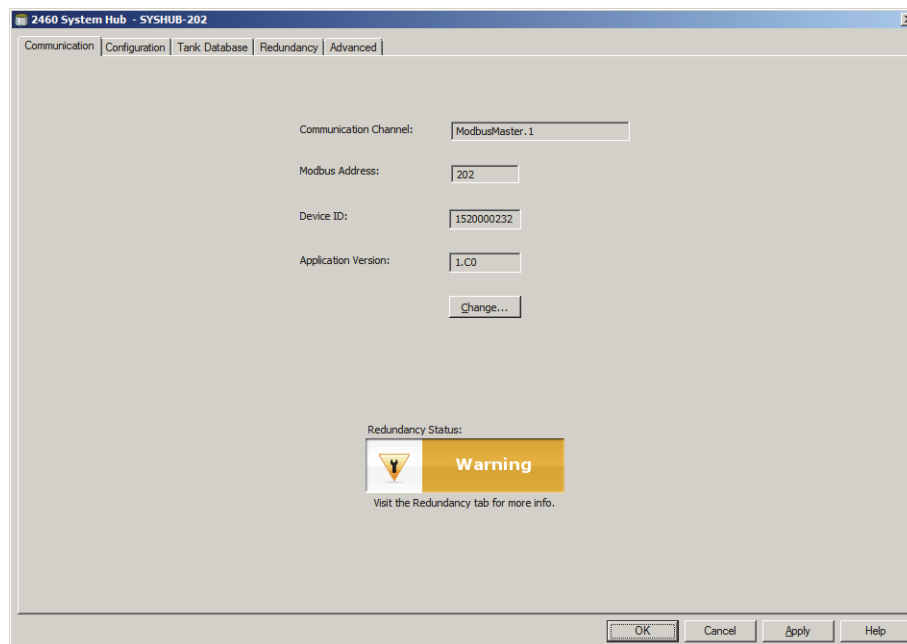 2460 System Hub - SYSHUB-202
Communication Configuration Tank Database Redundancy Advanced
Communication Channel: ModbusMaster.1
Modbus Address: 202
Device ID: 1520000232
Application Version: 1.C0
Change...
Redundancy Status:
Warning
Visit the Redundancy tab for more info.
OK Cancel Apply Help